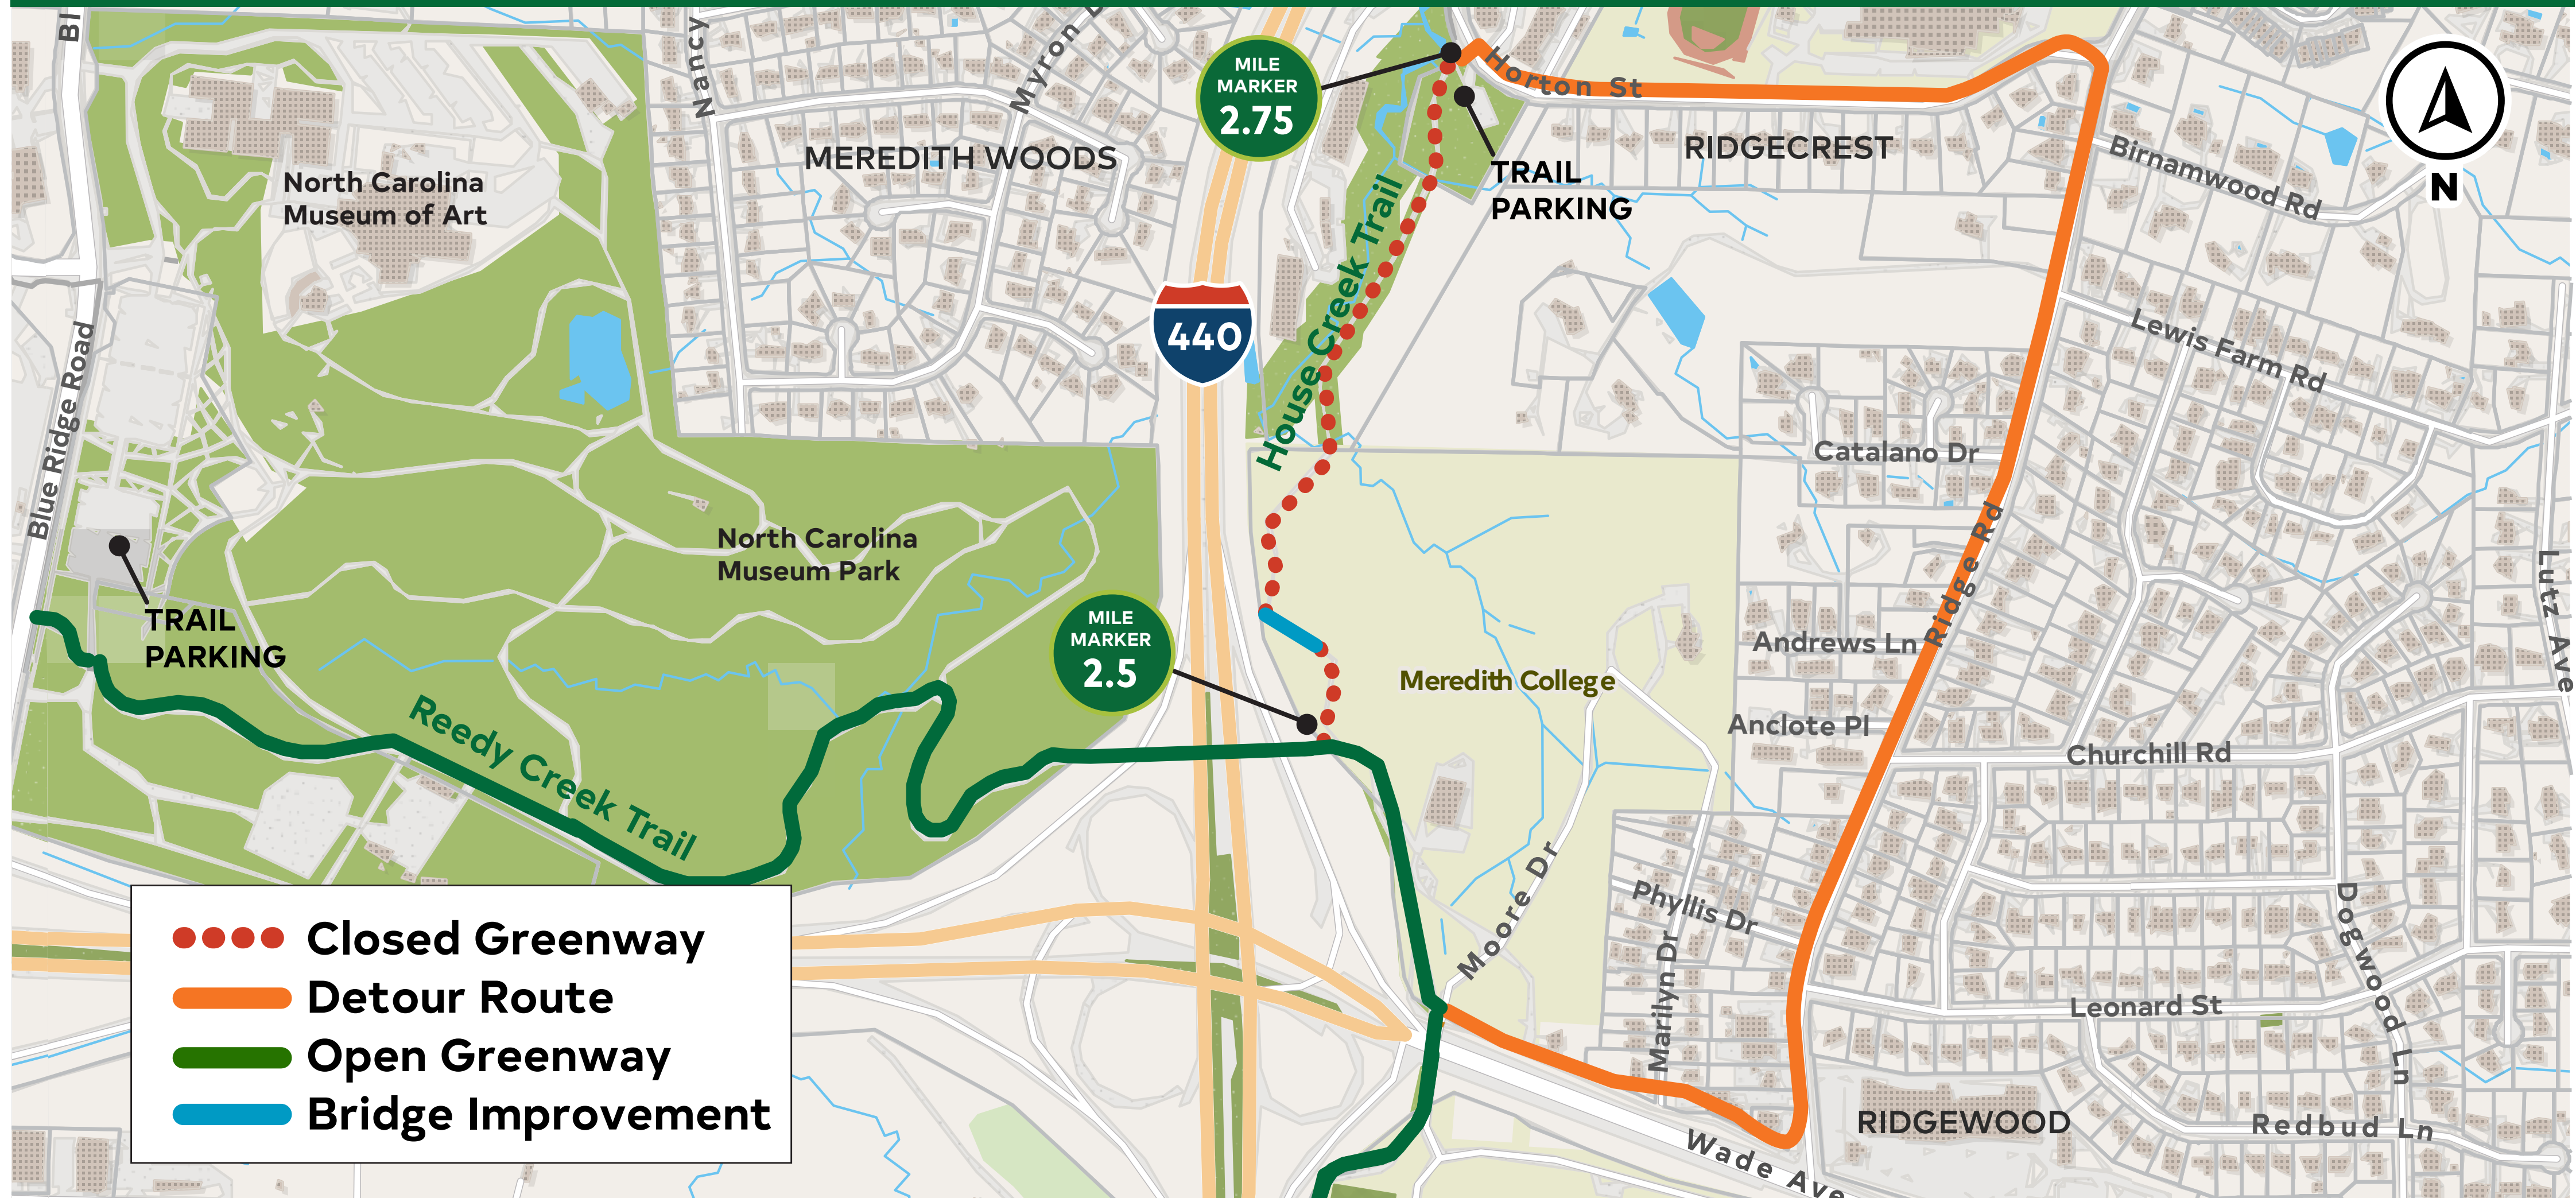 Bl
Nancy
Myron D
MILE
MARKER
2.75
Horton St
TRAIL
PARKING
RIDGECREST
Birnamwood Rd
N
North Carolina
Museum of Art
MEREDITH WOODS
House Creek Trail
440
Lewis Farm Rd
Blue Ridge Road
Catalano Dr
North Carolina
Museum Park
Ridge Rd
Lutz Ave
TRAIL
PARKING
MILE
MARKER
2.5
Meredith College
Andrews Ln
Anclote Pl
Churchill Rd
Reedy Creek Trail
Moore Dr
Phyllis Dr
Marilyn Dr
Dogwood Ln
Leonard St
RIDGEWOOD
Redbud Ln
Wade Ave
Closed Greenway
Detour Route
Open Greenway
Bridge Improvement